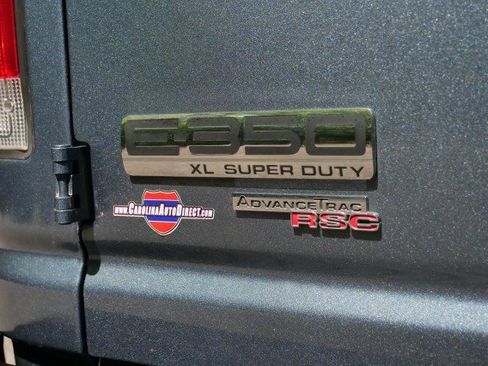 E-350
XL SUPER DUTY
ADVANCETRAC
RSC
www.CarolinaAutoDirect.com